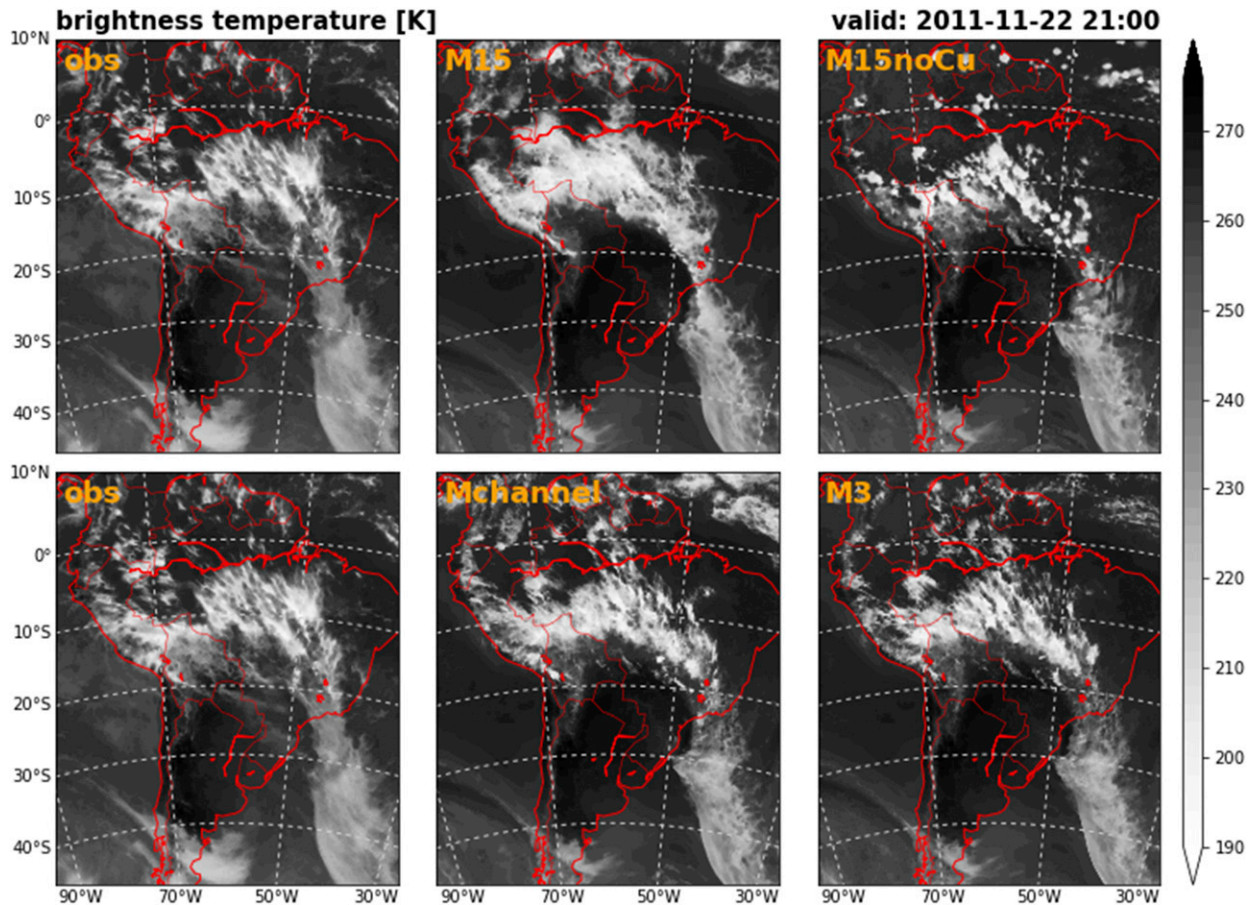 brightness temperature [K] valid: 2011-11-22 21:00
obs M15 M15noCu
10°N
0°
10°S
20°S
30°S
40°S
obs Mchannel M3
10°N
0°
10°S
20°S
30°S
40°S
90°W 70°W 50°W 30°W 90°W 70°W 50°W 30°W 90°W 70°W 50°W 30°W
270
260
250
240
230
220
210
200
190